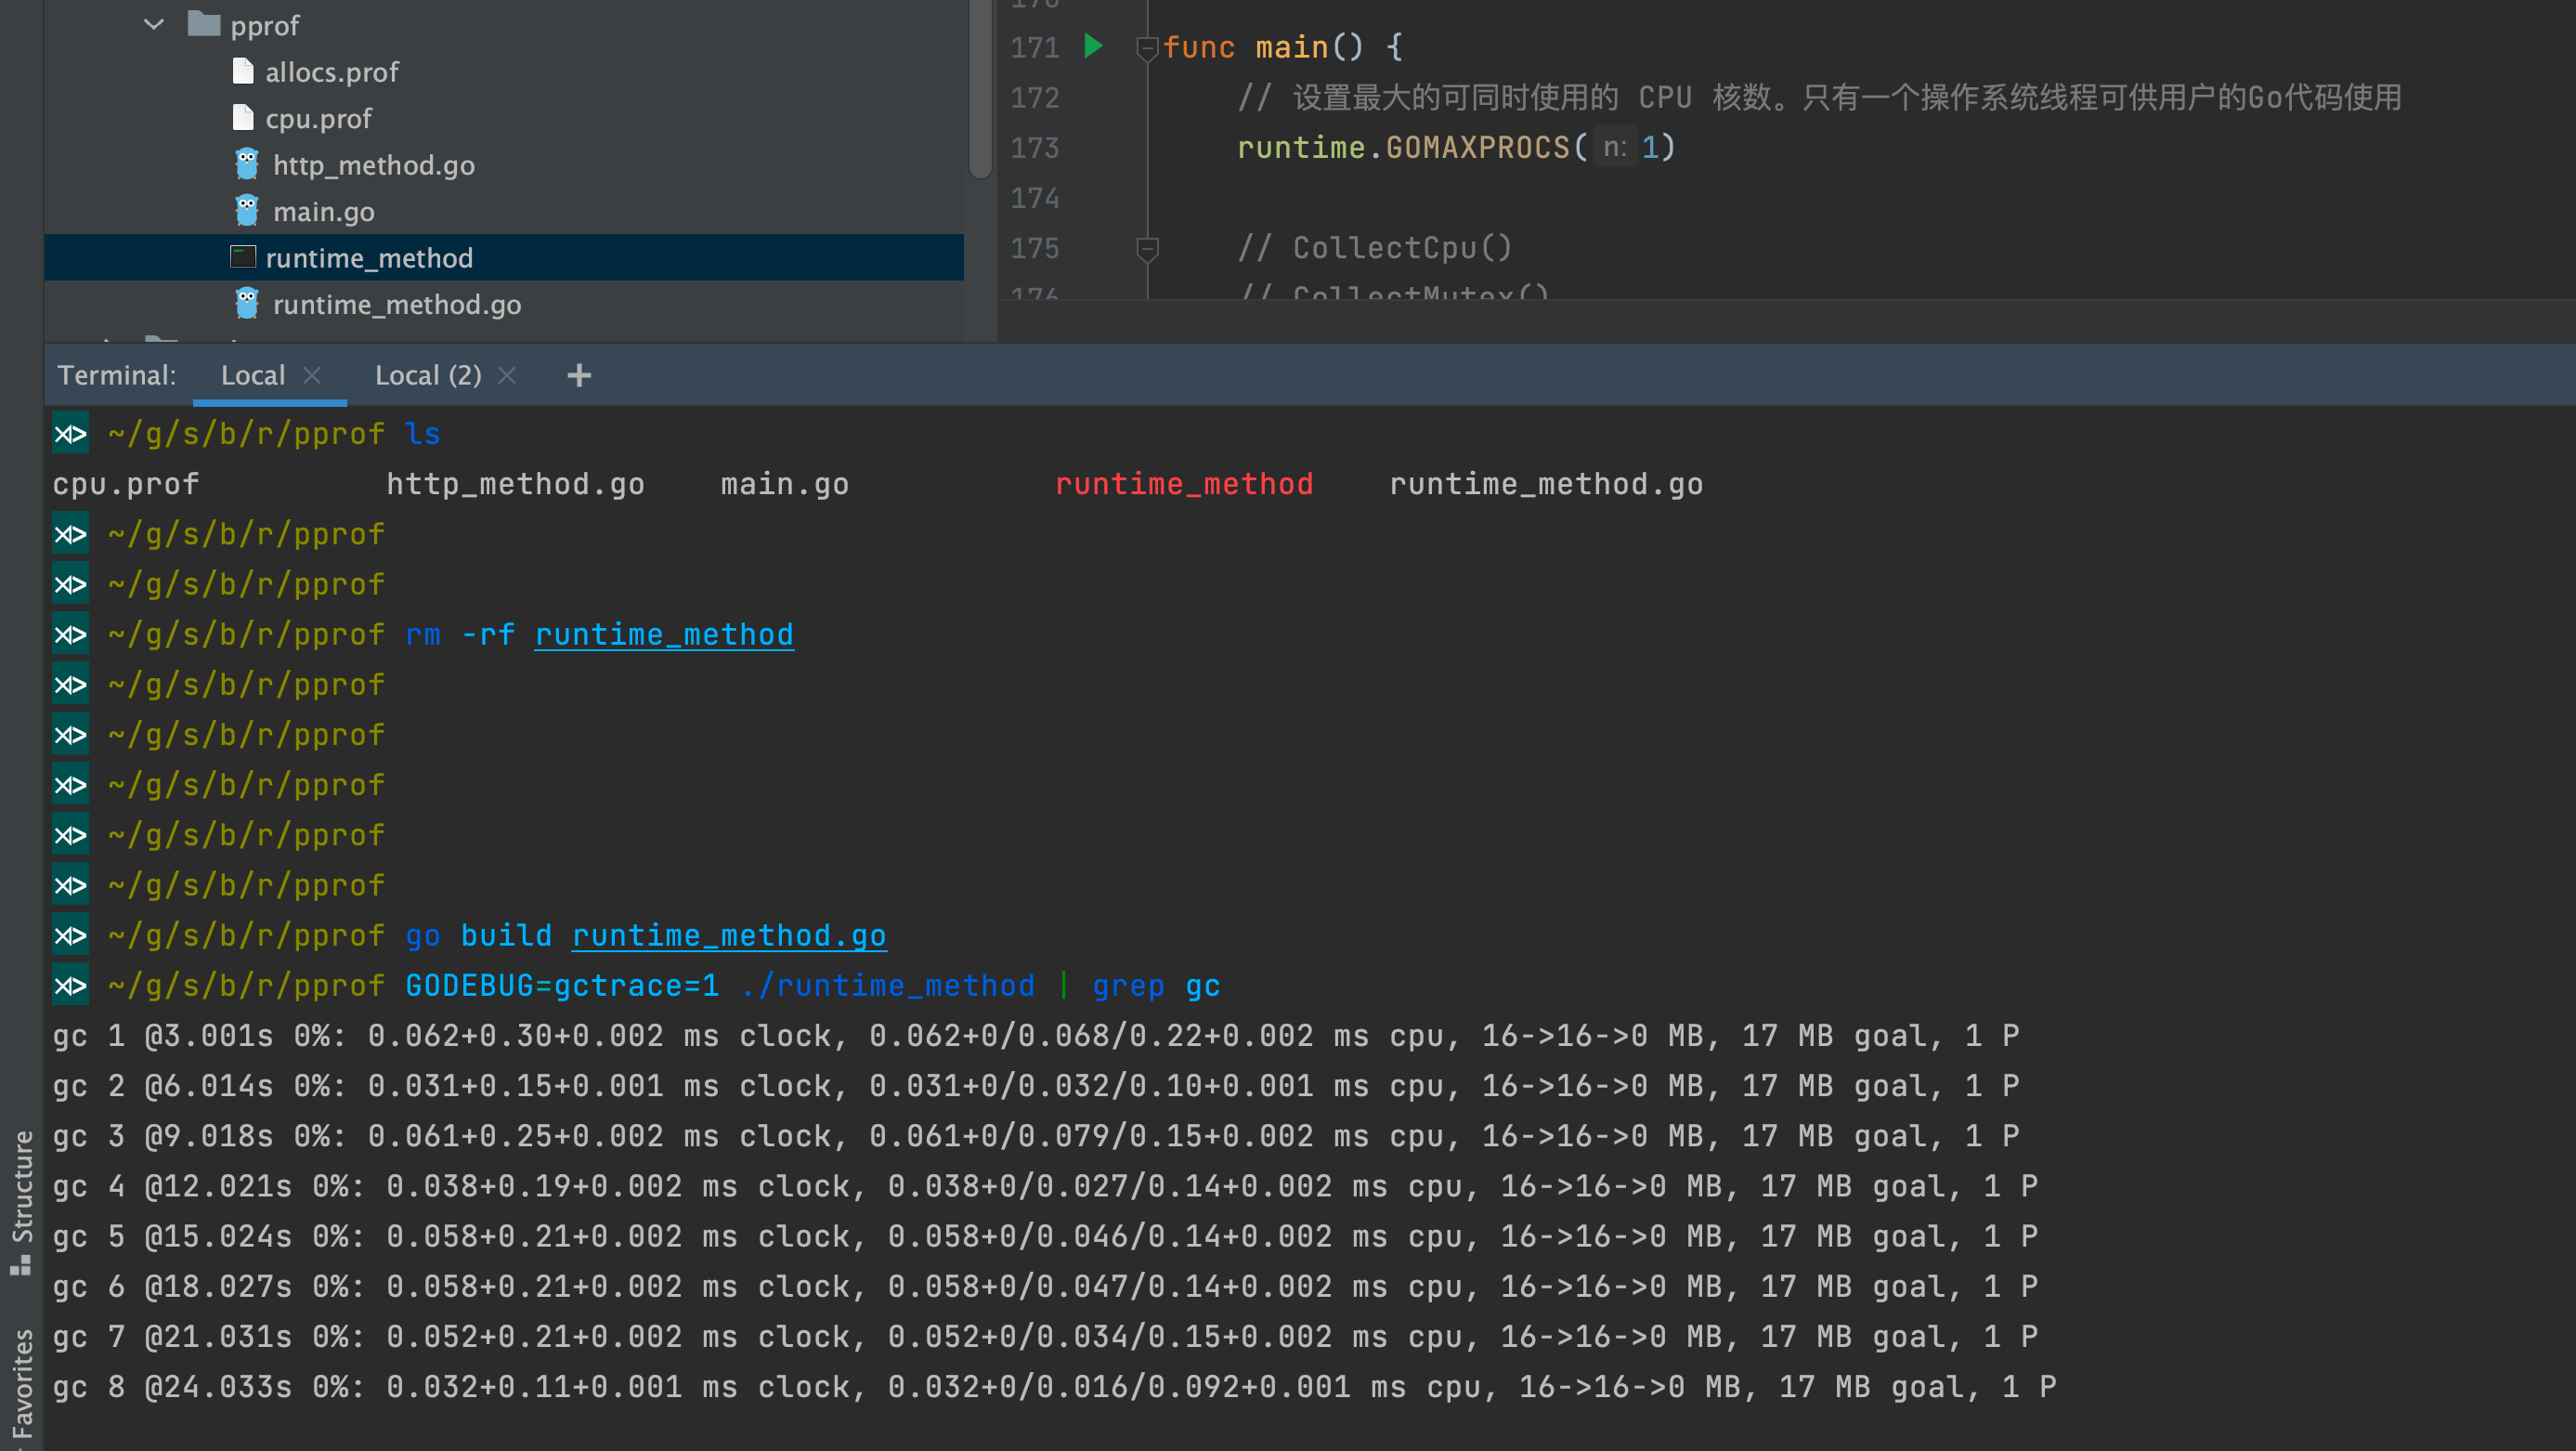 pprof
allocs.prof
cpu.prof
http_method.go
main.go
runtime_method
runtime_method.go
171 func main() {
172 // 设置最大的可同时使用的 CPU 核数。只有一个操作系统线程可供用户的Go代码使用
173 runtime.GOMAXPROCS( n: 1)
174
175 // CollectCpu()
176 // CollectMutex()
Terminal: Local Local (2) +
~/g/s/b/r/pprof ls
cpu.prof http_method.go main.go runtime_method runtime_method.go
~/g/s/b/r/pprof
~/g/s/b/r/pprof
~/g/s/b/r/pprof rm -rf runtime_method
~/g/s/b/r/pprof
~/g/s/b/r/pprof
~/g/s/b/r/pprof
~/g/s/b/r/pprof
~/g/s/b/r/pprof
~/g/s/b/r/pprof go build runtime_method.go
~/g/s/b/r/pprof GODEBUG=gctrace=1 ./runtime_method | grep gc
gc 1 @3.001s 0%: 0.062+0.30+0.002 ms clock, 0.062+0/0.068/0.22+0.002 ms cpu, 16->16->0 MB, 17 MB goal, 1 P
gc 2 @6.014s 0%: 0.031+0.15+0.001 ms clock, 0.031+0/0.032/0.10+0.001 ms cpu, 16->16->0 MB, 17 MB goal, 1 P
gc 3 @9.018s 0%: 0.061+0.25+0.002 ms clock, 0.061+0/0.079/0.15+0.002 ms cpu, 16->16->0 MB, 17 MB goal, 1 P
gc 4 @12.021s 0%: 0.038+0.19+0.002 ms clock, 0.038+0/0.027/0.14+0.002 ms cpu, 16->16->0 MB, 17 MB goal, 1 P
gc 5 @15.024s 0%: 0.058+0.21+0.002 ms clock, 0.058+0/0.046/0.14+0.002 ms cpu, 16->16->0 MB, 17 MB goal, 1 P
gc 6 @18.027s 0%: 0.058+0.21+0.002 ms clock, 0.058+0/0.047/0.14+0.002 ms cpu, 16->16->0 MB, 17 MB goal, 1 P
gc 7 @21.031s 0%: 0.052+0.21+0.002 ms clock, 0.052+0/0.034/0.15+0.002 ms cpu, 16->16->0 MB, 17 MB goal, 1 P
gc 8 @24.033s 0%: 0.032+0.11+0.001 ms clock, 0.032+0/0.016/0.092+0.001 ms cpu, 16->16->0 MB, 17 MB goal, 1 P
Structure
Favorites